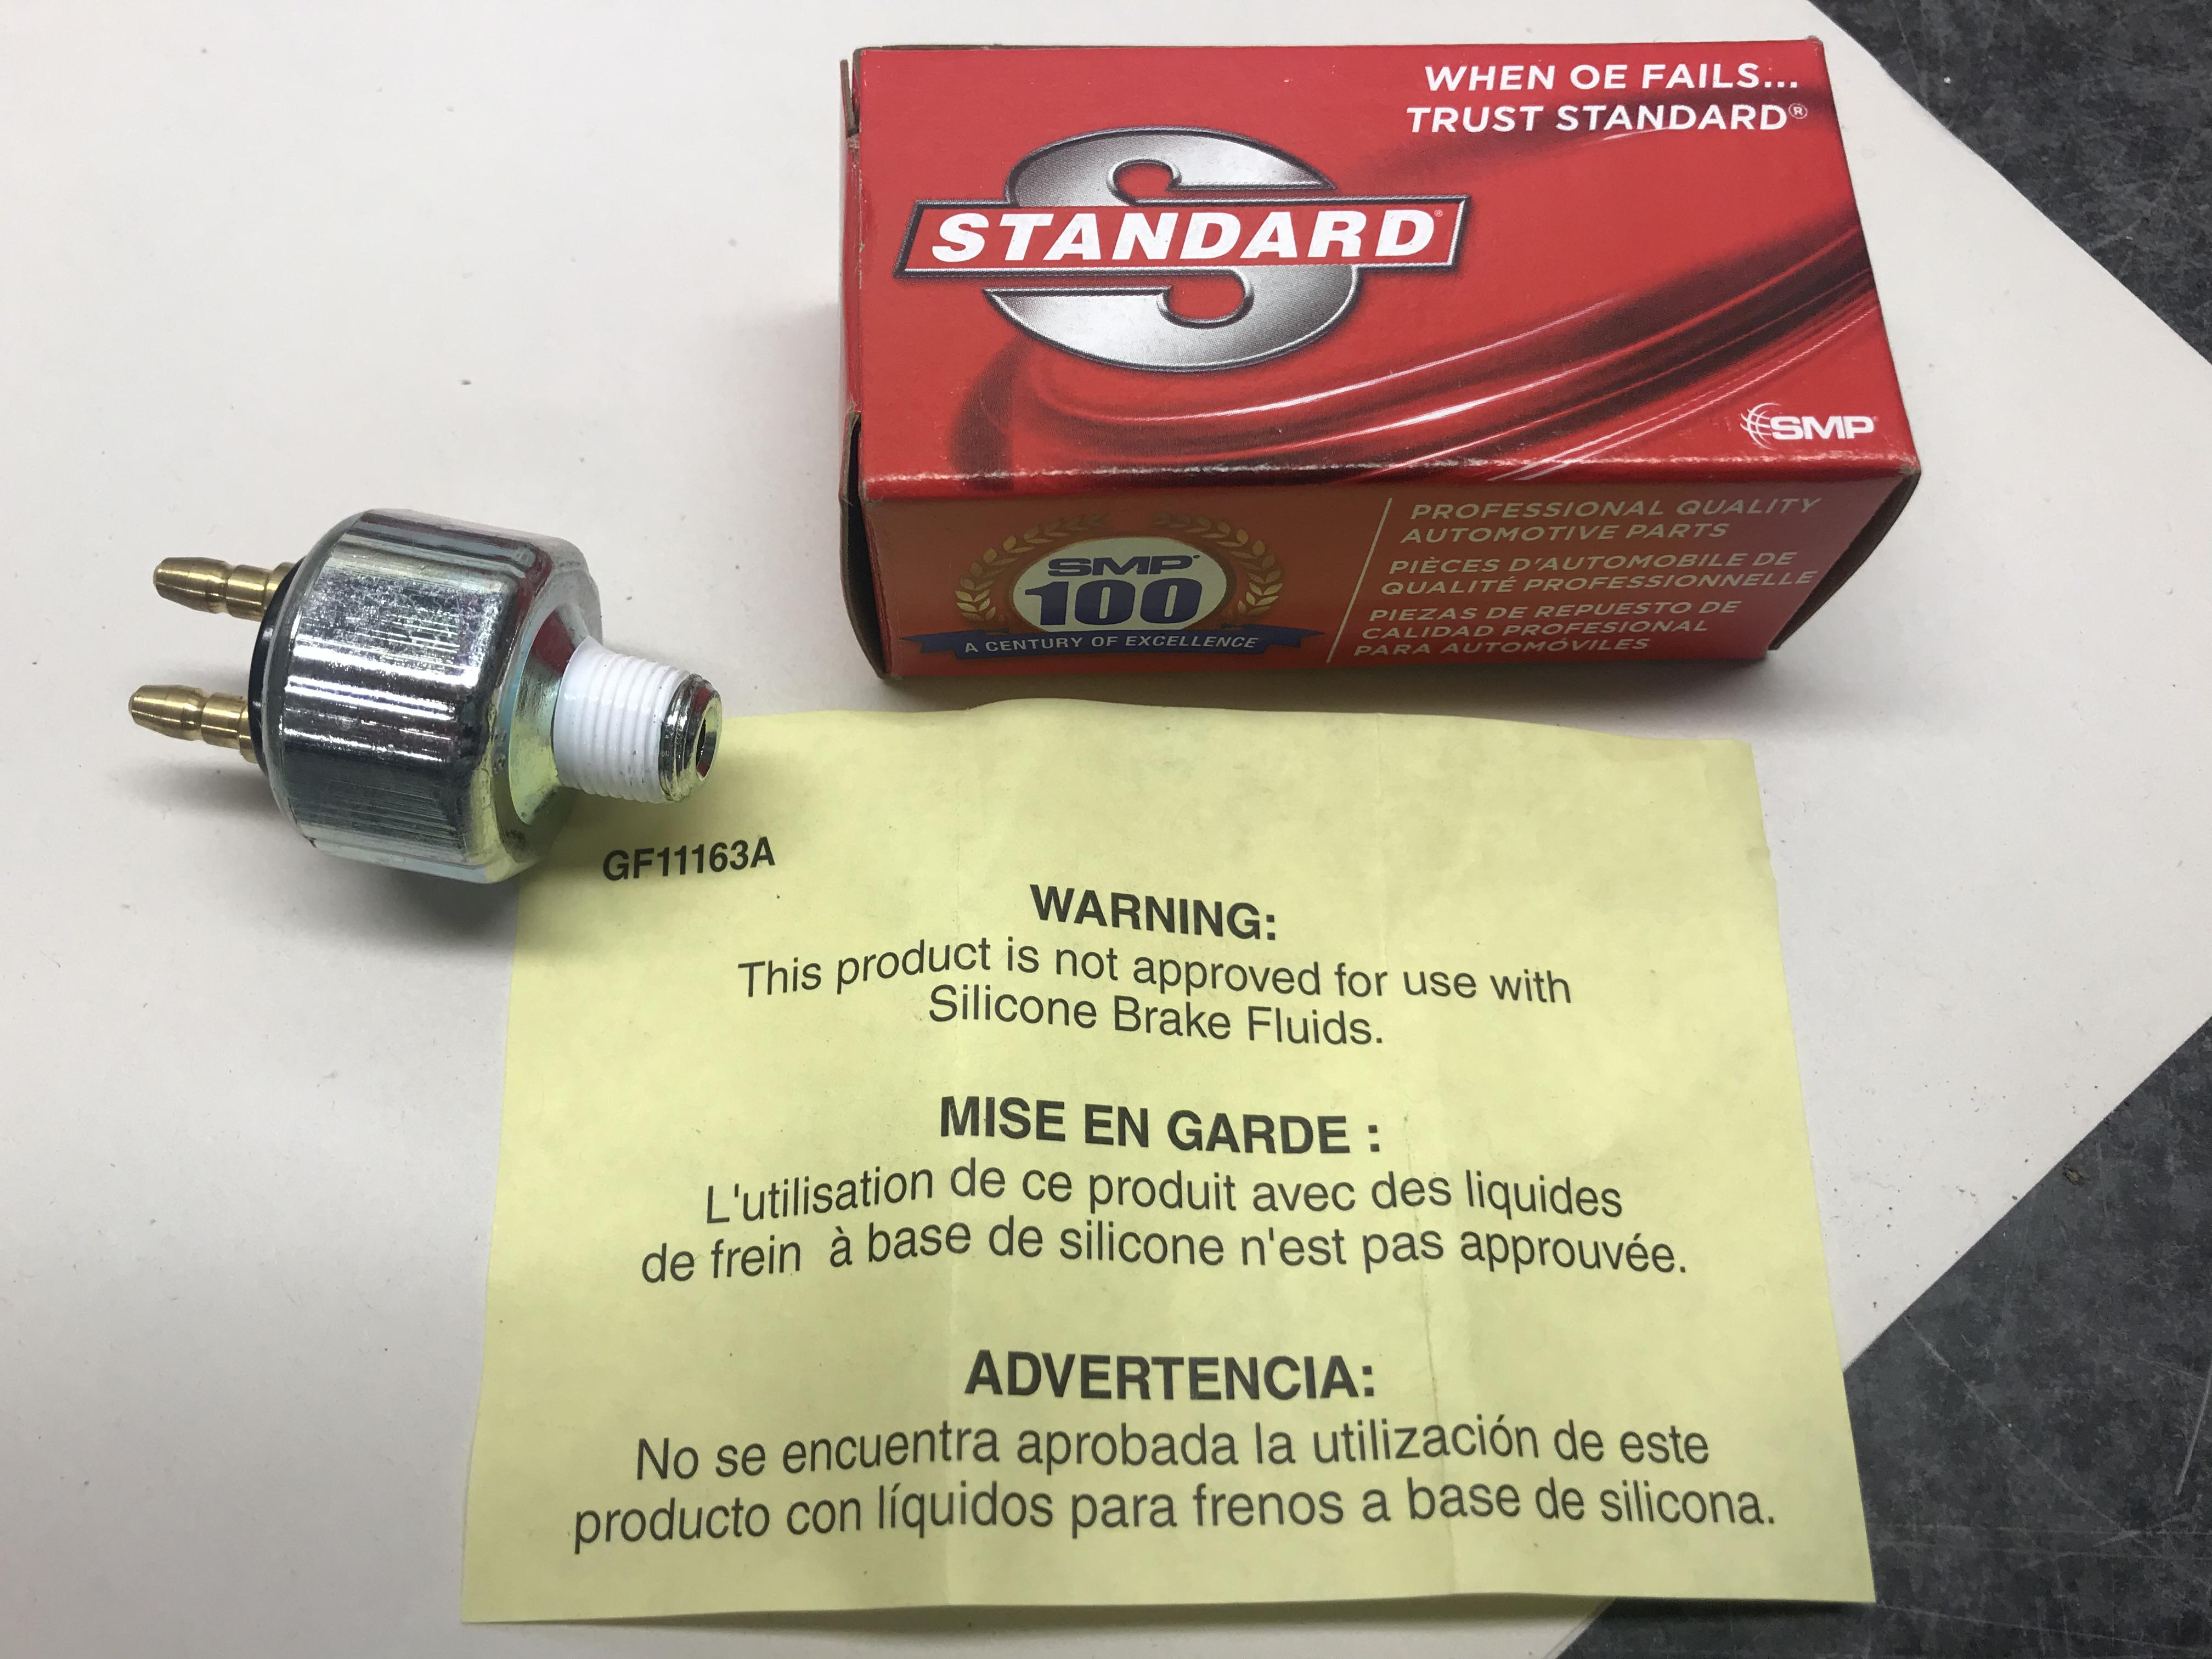 WHEN OE FAILS...
TRUST STANDARD®
STANDARD®
SMP®
SMP®
100
A CENTURY OF EXCELLENCE
PROFESSIONAL QUALITY
AUTOMOTIVE PARTS
PIÈCES D'AUTOMOBILE DE
QUALITÉ PROFESSIONNELLE
PIEZAS DE REPUESTO DE
CALIDAD PROFESIONAL
PARA AUTOMÓVILES
GF11163A
WARNING:
This product is not approved for use with
Silicone Brake Fluids.
MISE EN GARDE :
L'utilisation de ce produit avec des liquides
de frein à base de silicone n'est pas approuvée.
ADVERTENCIA:
No se encuentra aprobada la utilización de este
producto con líquidos para frenos a base de silicona.